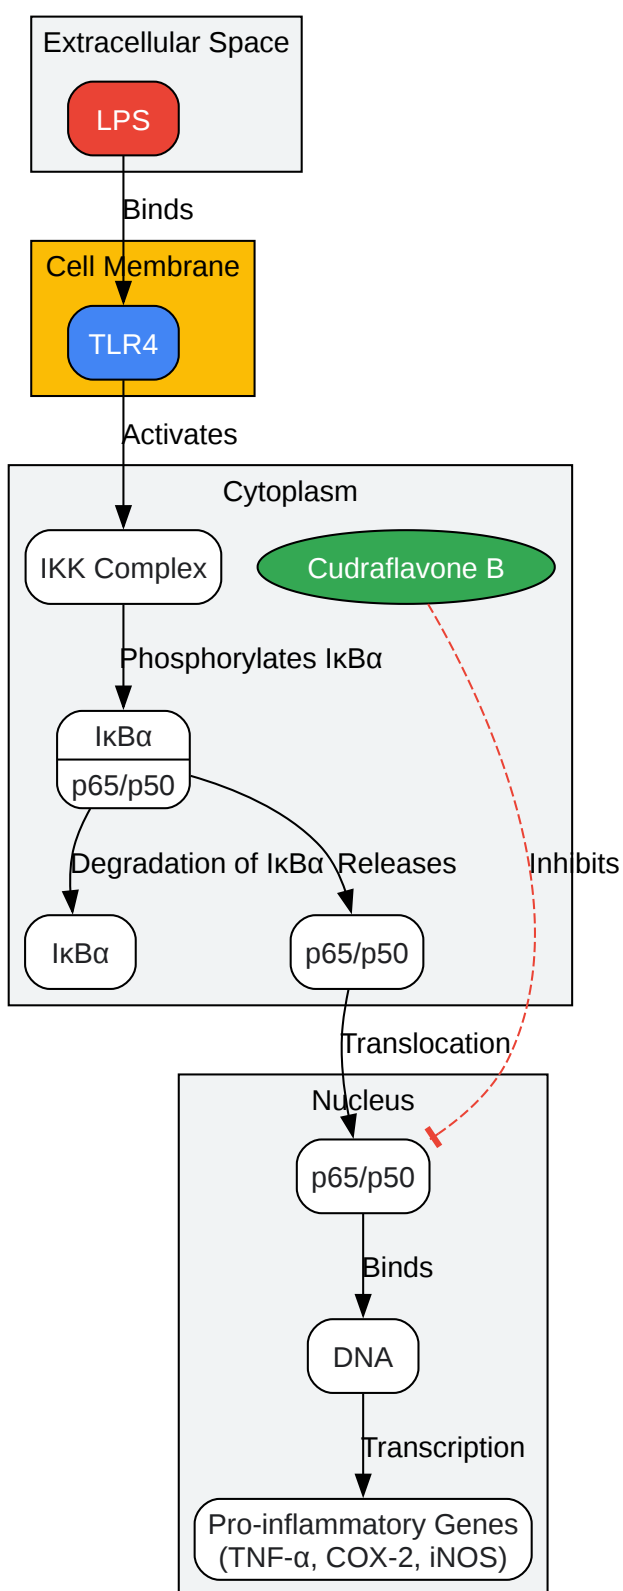 Extracellular Space
LPS
Binds
Cell Membrane
TLR4
Activates
Cytoplasm
IKK Complex
Cudraflavone B
Phosphorylates IκBα
IκBα
p65/p50
Degradation of IκBα
Releases
Inhibits
IκBα
p65/p50
Translocation
Nucleus
p65/p50
Binds
DNA
Transcription
Pro-inflammatory Genes
(TNF-α, COX-2, iNOS)